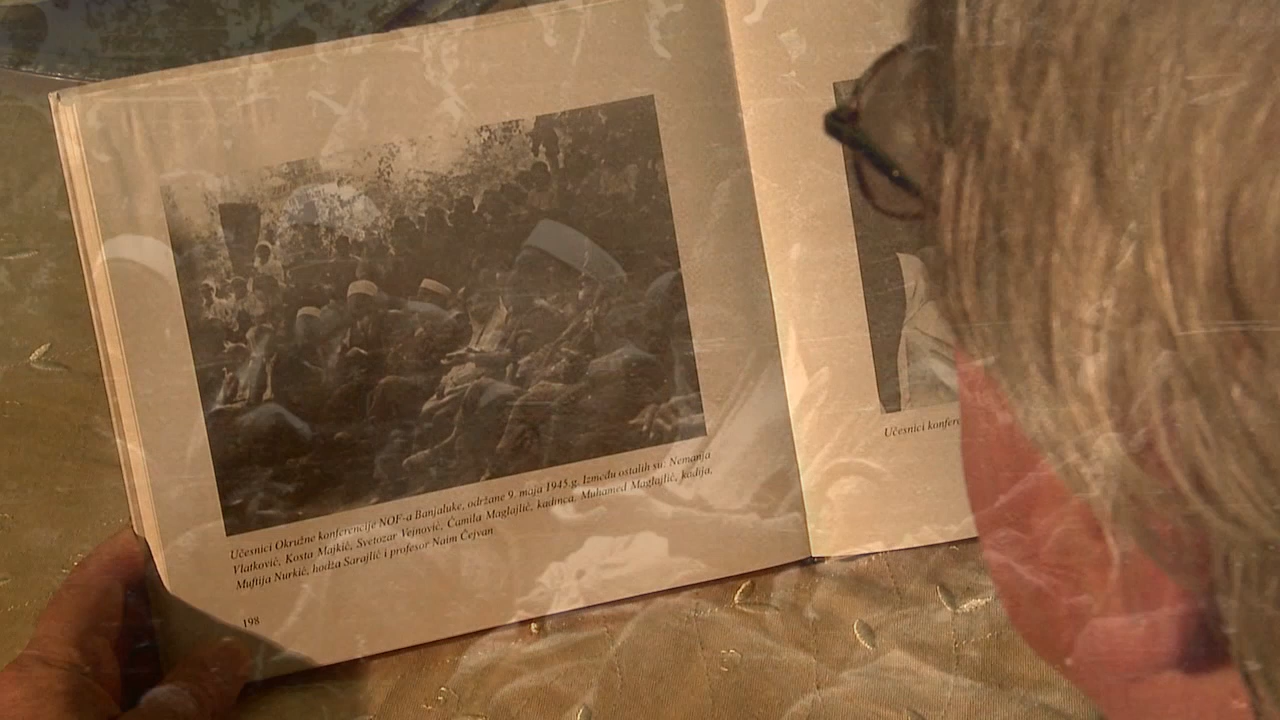 Učesnici Okružne konferencije NOF-a Banjaluke, održane 9. maja 1945.g. Između ostalih su: Nemanja
Vlatković, Kosta Majkić, Svetozar Vejnović, Ćamila Maglajlić, kadinca, Muhamed Maglajlić, kadija,
Muftija Nurkić, hodža Sarajlić i profesor Naim Ćejvan
198
Učesnici